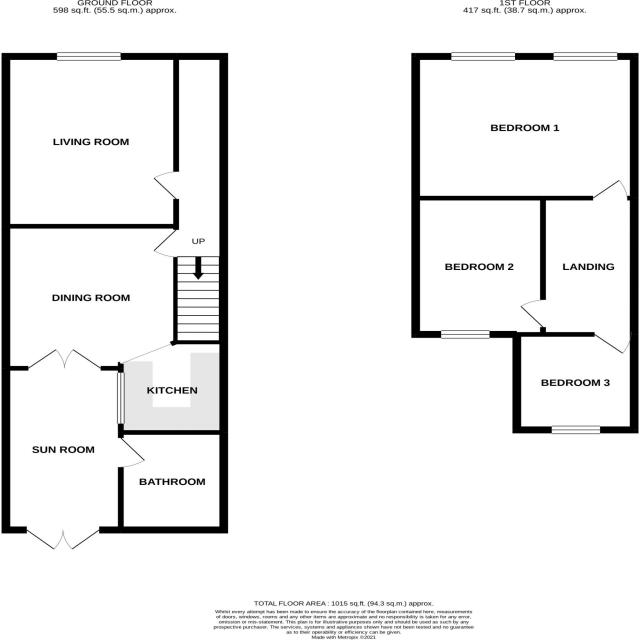 GROUND FLOOR
598 sq.ft. (55.5 sq.m.) approx.
1ST FLOOR
417 sq.ft. (38.7 sq.m.) approx.
LIVING ROOM
UP
DINING ROOM
KITCHEN
SUN ROOM
BATHROOM
BEDROOM 1
BEDROOM 2
LANDING
BEDROOM 3
TOTAL FLOOR AREA : 1015 sq.ft. (94.3 sq.m.) approx.
Whilst every attempt has been made to ensure the accuracy of the floorplan contained here, measurements
of doors, windows, rooms and any other items are approximate and no responsibility is taken for any error,
omission or mis-statement. This plan is for illustrative purposes only and should be used as such by any
prospective purchaser. The services, systems and appliances shown have not been tested and no guarantee
as to their operability or efficiency can be given.
Made with Metropix ©2021